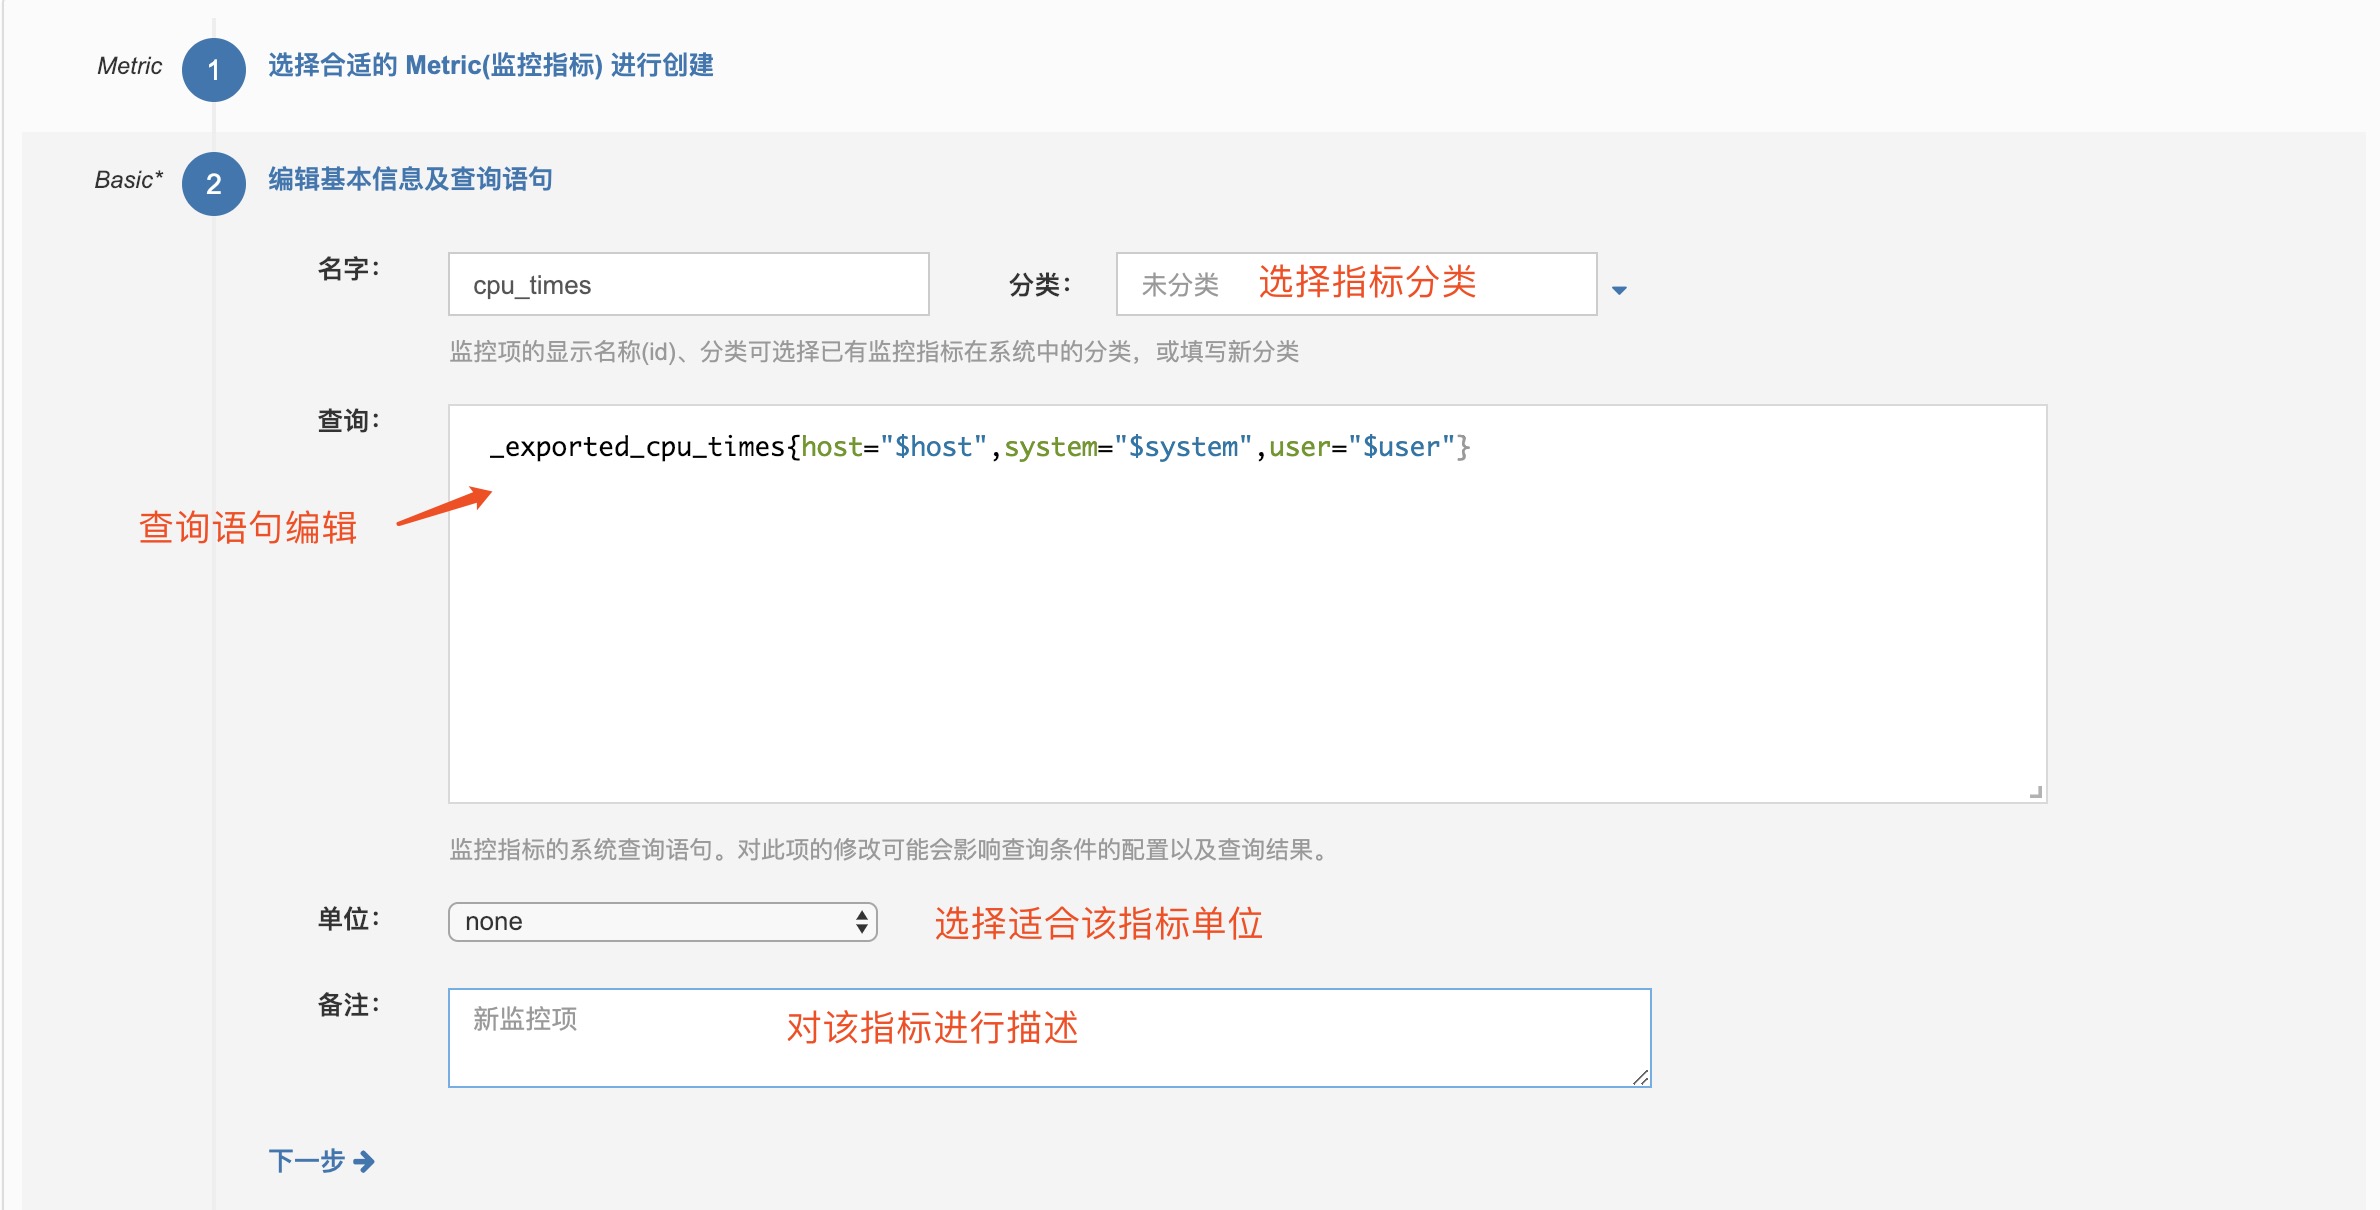 Metric 1 选择合适的 Metric(监控指标) 进行创建
Basic* 2 编辑基本信息及查询语句
名字： cpu_times 分类： 未分类 选择指标分类
监控项的显示名称(id)、分类可选择已有监控指标在系统中的分类，或填写新分类
查询： _exported_cpu_times{host="$host",system="$system",user="$user"}
查询语句编辑
监控指标的系统查询语句。对此项的修改可能会影响查询条件的配置以及查询结果。
单位： none 选择适合该指标单位
备注： 新监控项 对该指标进行描述
下一步